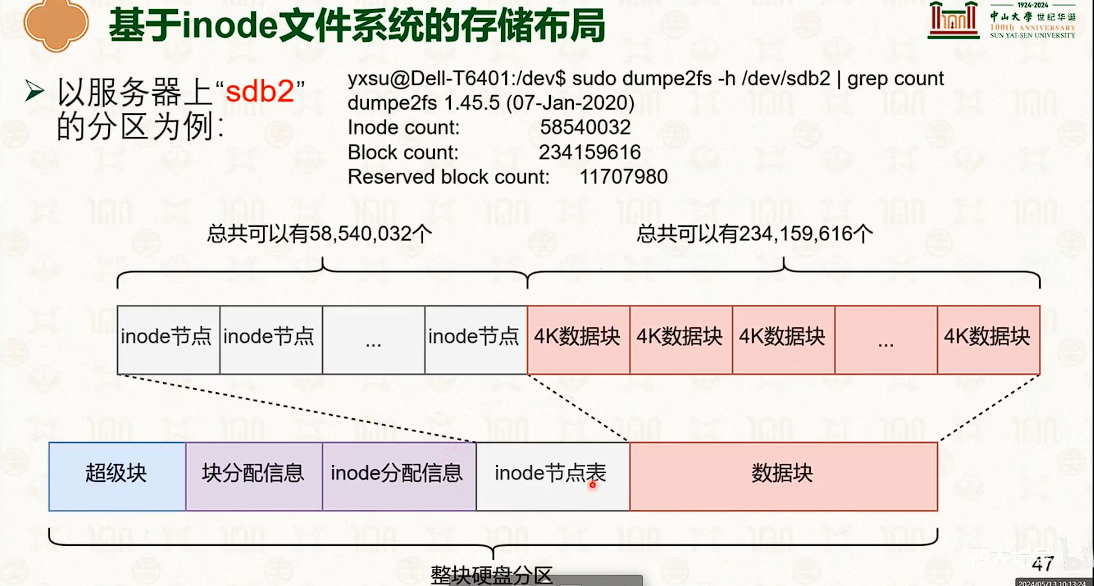 基于inode文件系统的存储布局
1924-2024
中山大学 世纪华诞
100th ANNIVERSARY
SUN YAT-SEN UNIVERSITY
➢ 以服务器上“sdb2”
的分区为例：
yxsu@Dell-T6401:/dev$ sudo dumpe2fs -h /dev/sdb2 | grep count
dumpe2fs 1.45.5 (07-Jan-2020)
Inode count: 58540032
Block count: 234159616
Reserved block count: 11707980
总共可以有58,540,032个 总共可以有234,159,616个
inode节点 inode节点 ... inode节点 4K数据块 4K数据块 4K数据块 ... 4K数据块
超级块 块分配信息 inode分配信息 inode节点表 数据块
整块硬盘分区
47
2024/05/13 10:13:24